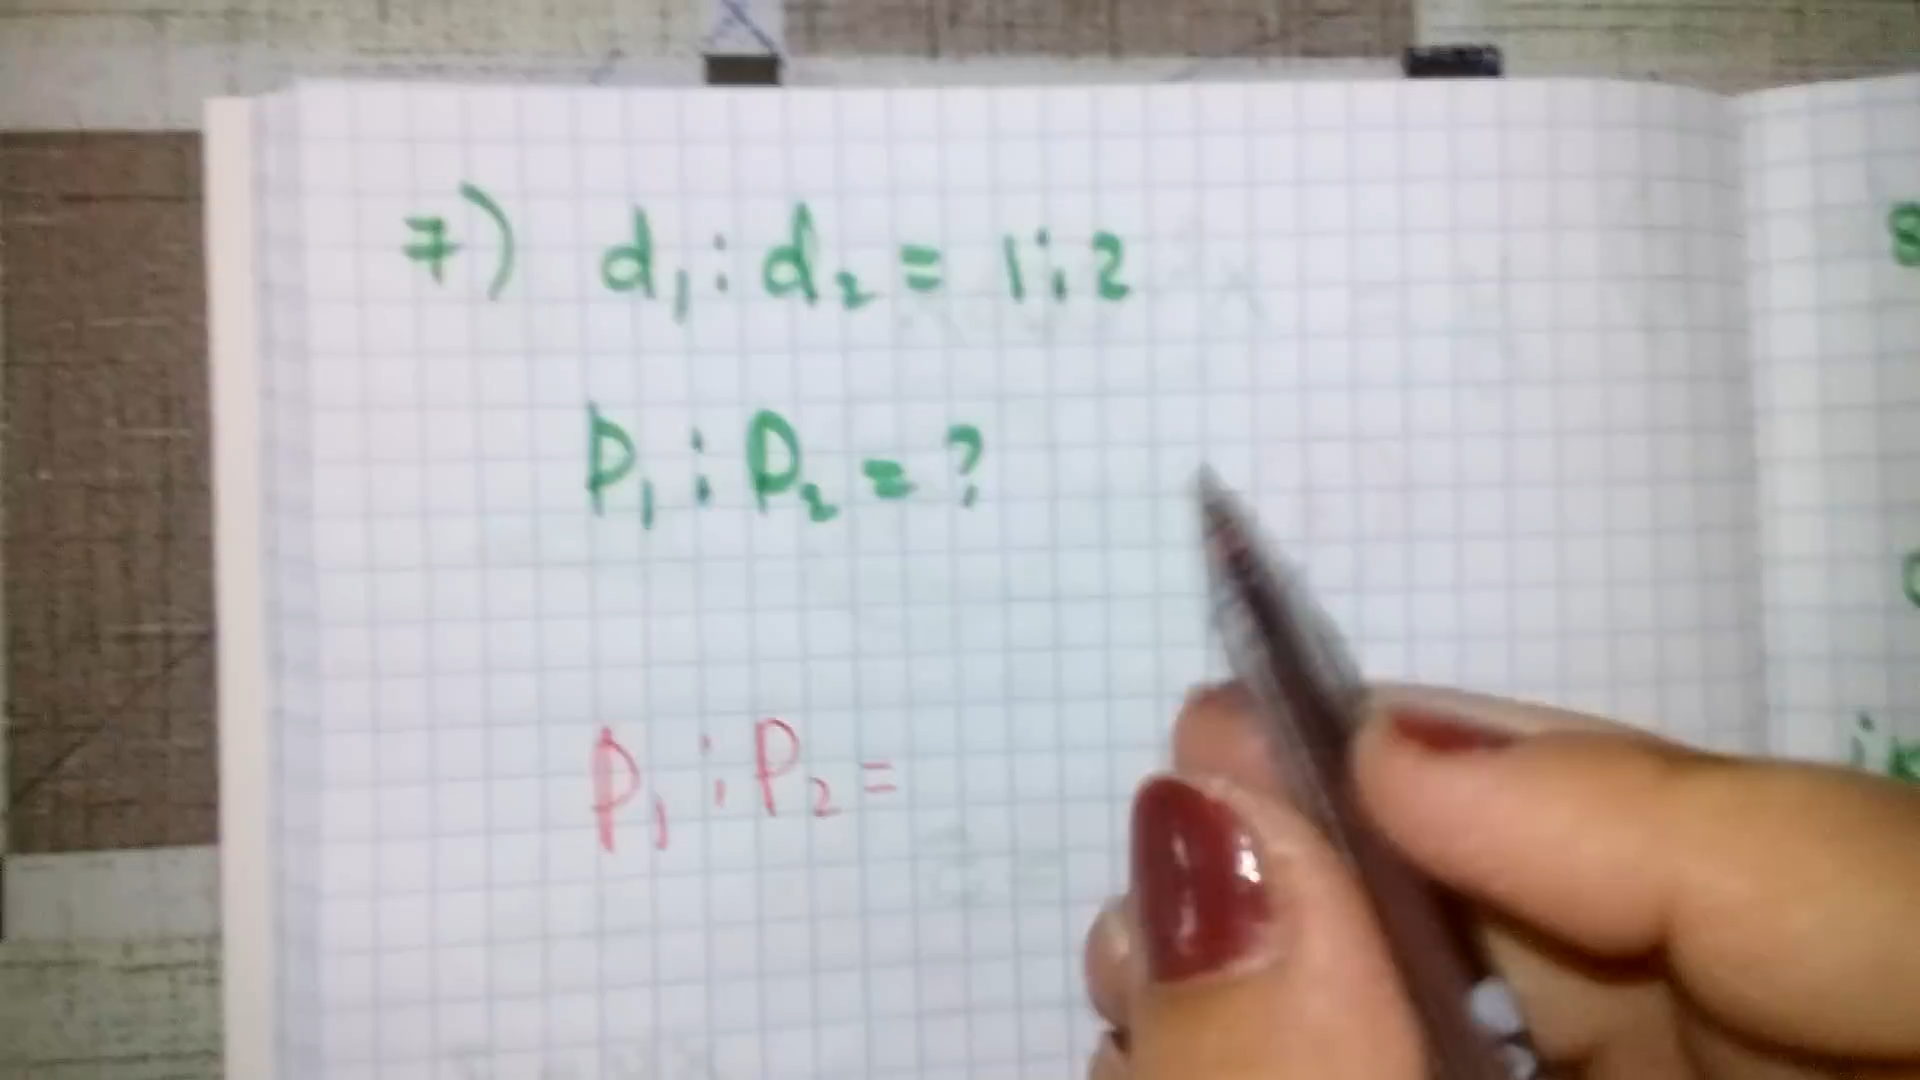 7) d₁ : d₂ = 1 : 2
P₁ : P₂ = ?
P₁ : P₂ =